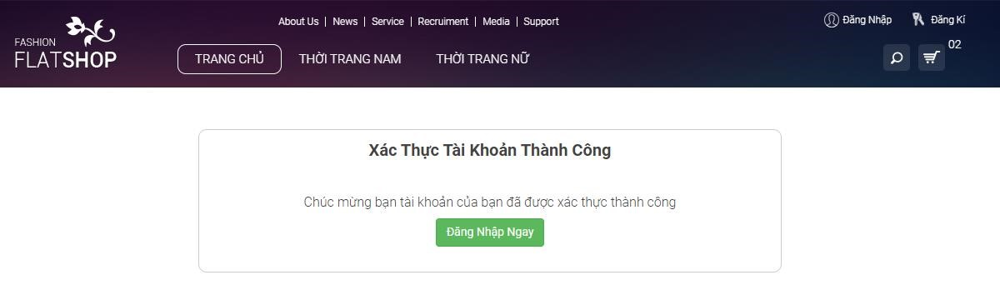 About Us | News | Service | Recruiment | Media | Support
Đăng Nhập
Đăng Kí
FASHION
FLATSHOP
TRANG CHỦ
THỜI TRANG NAM
THỜI TRANG NỮ
02
Xác Thực Tài Khoản Thành Công
Chúc mừng bạn tài khoản của bạn đã được xác thực thành công
Đăng Nhập Ngay